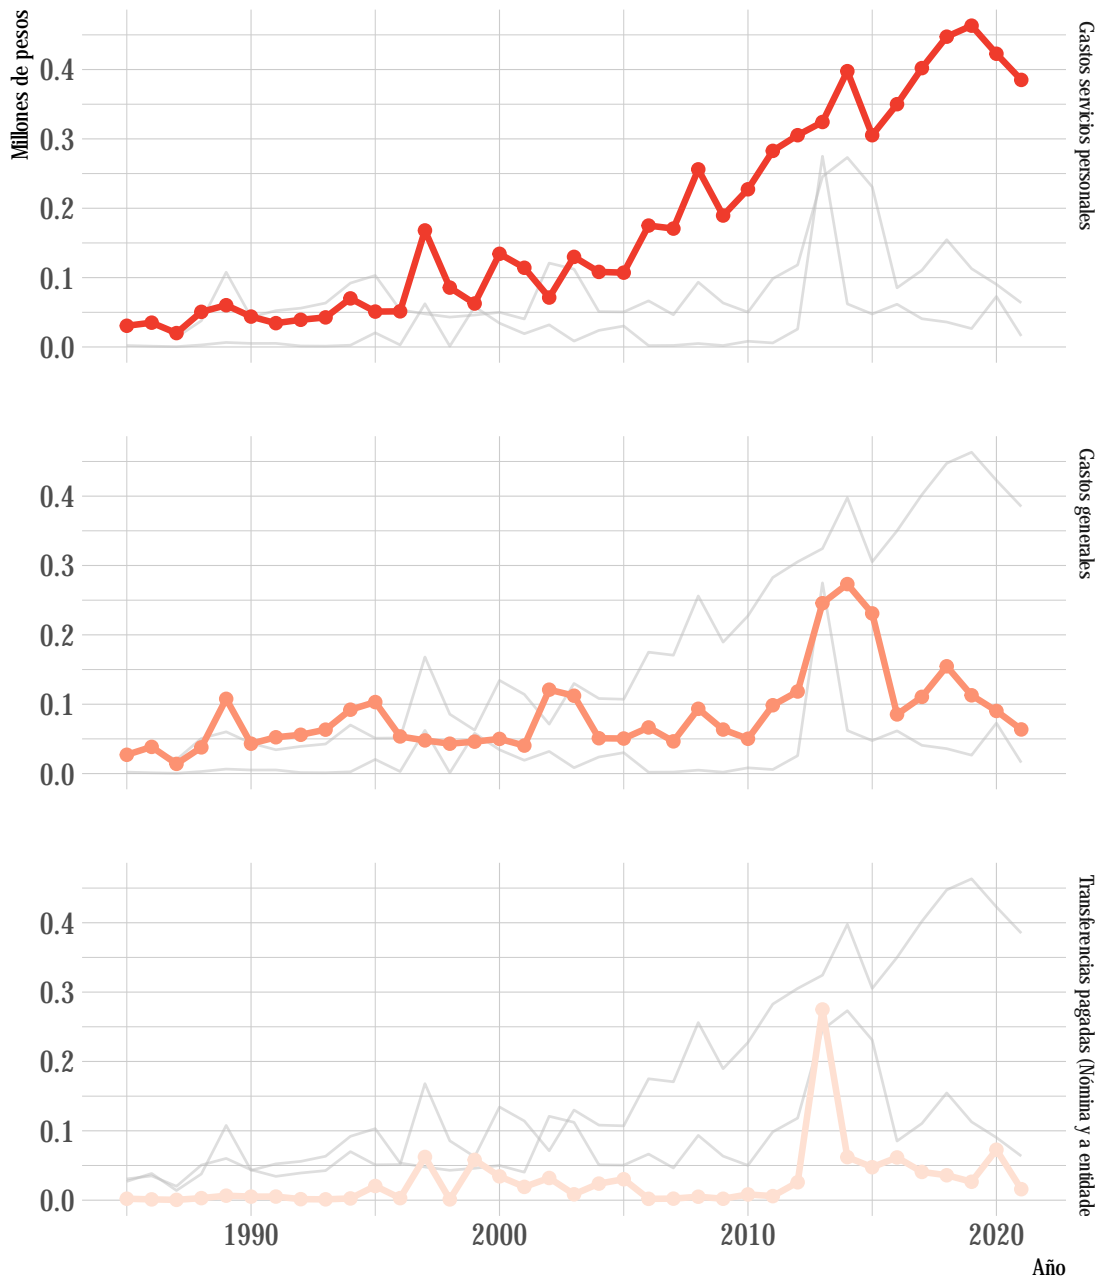 Millones de pesos
0.4
0.3
0.2
0.1
0.0
Gastos servicios personales
0.4
0.3
0.2
0.1
0.0
Gastos generales
0.4
0.3
0.2
0.1
0.0
Transferencias pagadas (Nómina y a entidade
1990 2000 2010 2020
Año